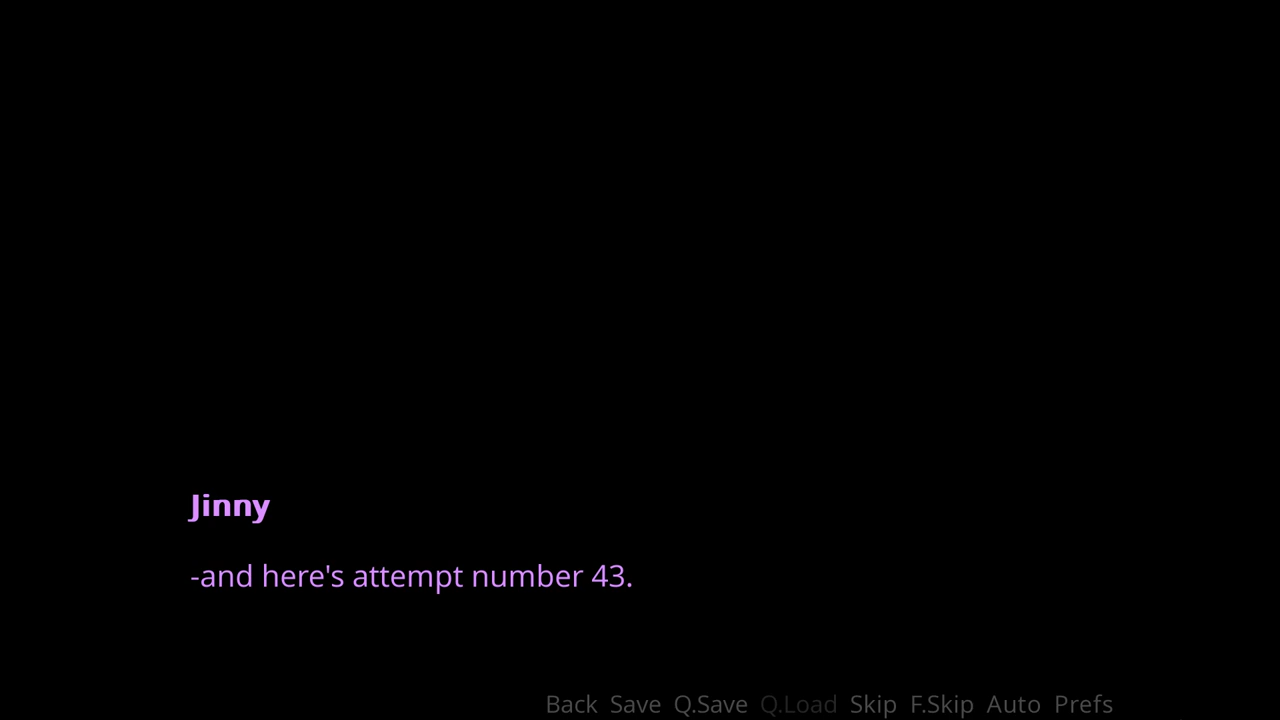 Jinny
-and here's attempt number 43.
Back Save Q.Save Q.Load Skip F.Skip Auto Prefs